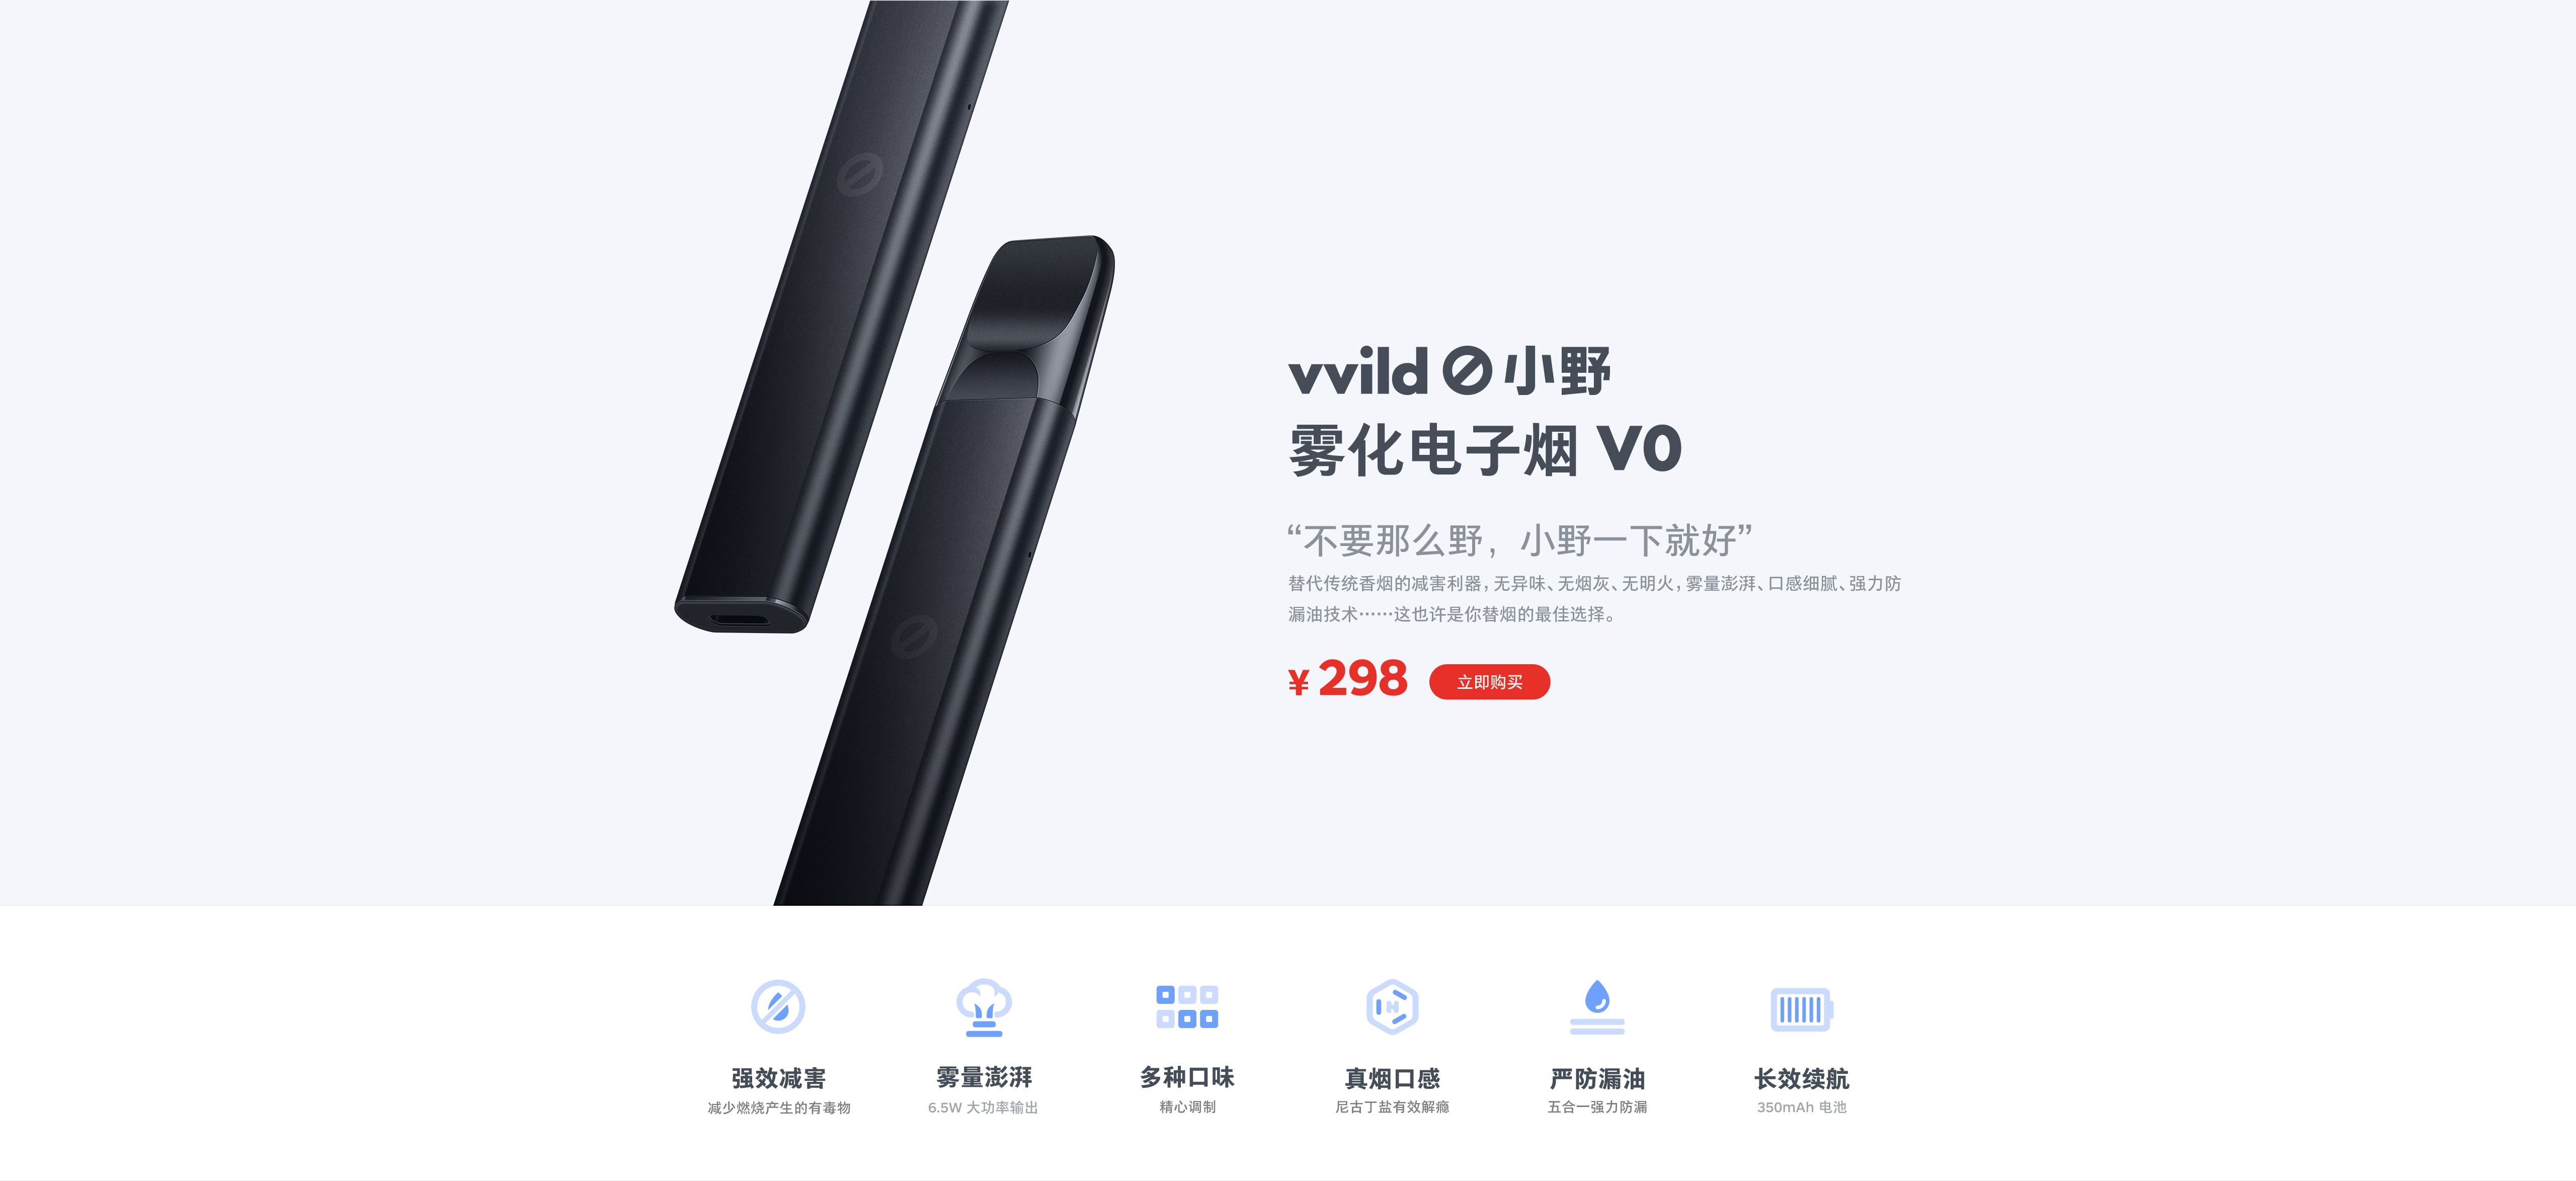 vvild 小野
雾化电子烟 V0
“不要那么野，小野一下就好”
替代传统香烟的减害利器，无异味、无烟灰、无明火，雾量澎湃、口感细腻、强力防
漏油技术……这也许是你替烟的最佳选择。
¥ 298 立即购买
强效减害 雾量澎湃 多种口味 真烟口感 严防漏油 长效续航
减少燃烧产生的有毒物 6.5W 大功率输出 精心调制 尼古丁盐有效解瘾 五合一强力防漏 350mAh 电池